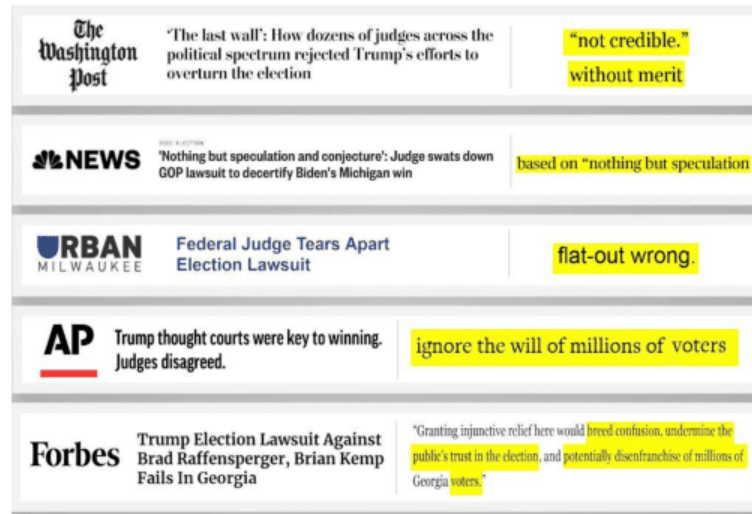 The
Washington
Post
'The last wall': How dozens of judges across the
political spectrum rejected Trump's efforts to
overturn the election
"not credible."
without merit
NEWS
2020 ELECTION
'Nothing but speculation and conjecture': Judge swats down
GOP lawsuit to decertify Biden's Michigan win
based on "nothing but speculation
URBAN
MILWAUKEE
Federal Judge Tears Apart
Election Lawsuit
flat-out wrong.
AP
Trump thought courts were key to winning.
Judges disagreed.
ignore the will of millions of voters
Forbes
Trump Election Lawsuit Against
Brad Raffensperger, Brian Kemp
Fails In Georgia
"Granting injunctive relief here would breed confusion, undermine the
public's trust in the election, and potentially disenfranchise of millions of
Georgia voters."